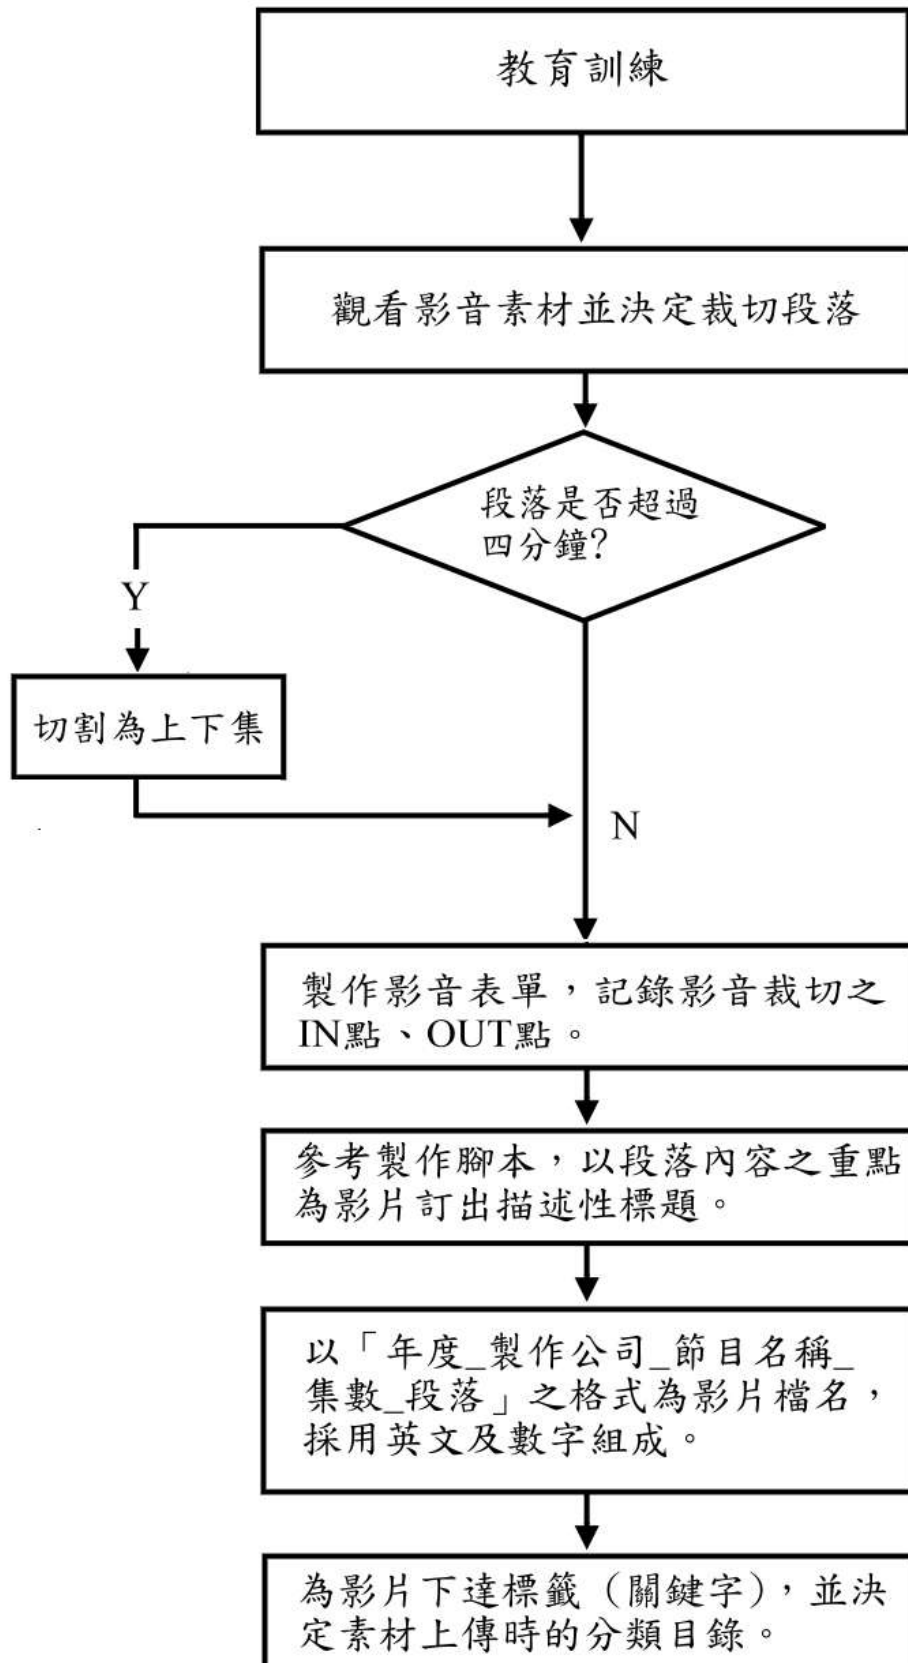 教育訓練
觀看影音素材並決定裁切段落
段落是否超過
四分鐘?
Y
切割為上下集
N
製作影音表單，記錄影音裁切之
IN點、OUT點。
參考製作腳本，以段落內容之重點
為影片訂出描述性標題。
以「年度_製作公司_節目名稱_
集數_段落」之格式為影片檔名，
採用英文及數字組成。
為影片下達標籤（關鍵字），並決
定素材上傳時的分類目錄。